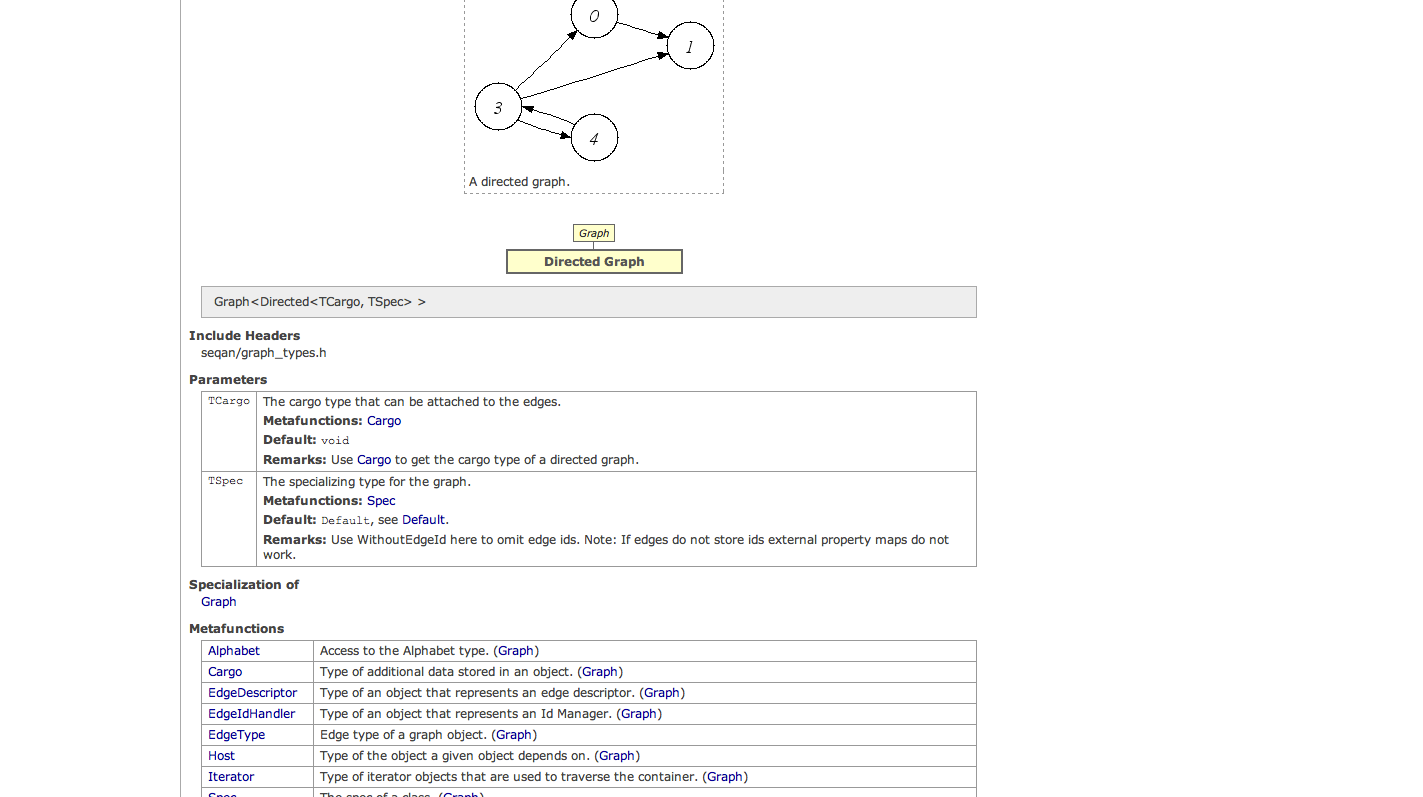 0
1
3
4
A directed graph.
Graph
Directed Graph
Graph<Directed<TCargo, TSpec> >
Include Headers
seqan/graph_types.h
Parameters
TCargo The cargo type that can be attached to the edges.
Metafunctions: Cargo
Default: void
Remarks: Use Cargo to get the cargo type of a directed graph.
TSpec The specializing type for the graph.
Metafunctions: Spec
Default: Default, see Default.
Remarks: Use WithoutEdgeId here to omit edge ids. Note: If edges do not store ids external property maps do not
work.
Specialization of
Graph
Metafunctions
Alphabet Access to the Alphabet type. (Graph)
Cargo Type of additional data stored in an object. (Graph)
EdgeDescriptor Type of an object that represents an edge descriptor. (Graph)
EdgeIdHandler Type of an object that represents an Id Manager. (Graph)
EdgeType Edge type of a graph object. (Graph)
Host Type of the object a given object depends on. (Graph)
Iterator Type of iterator objects that are used to traverse the container. (Graph)
Spec The spec of a class. (Graph)